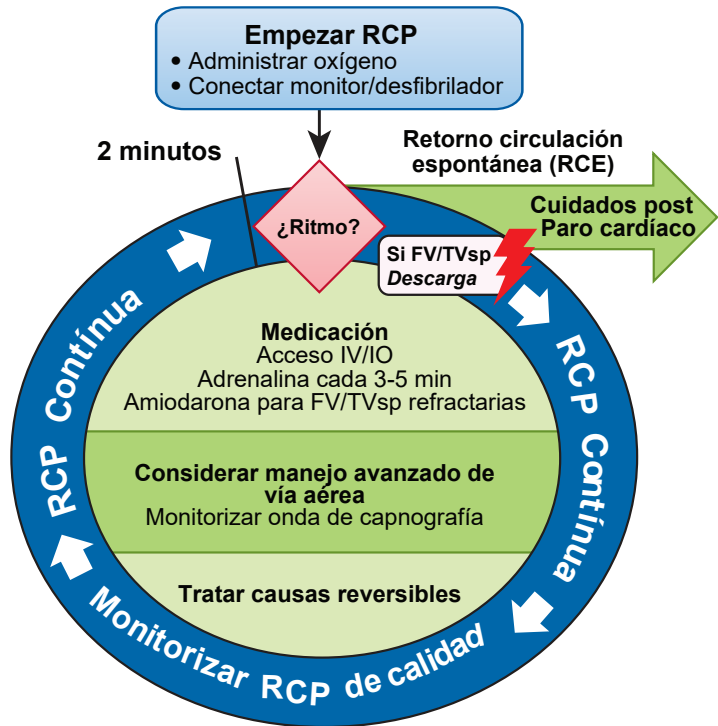 Empezar RCP
• Administrar oxígeno
• Conectar monitor/desfibrilador
2 minutos
Retorno circulación
espontánea (RCE)
¿Ritmo?
Cuidados post
Paro cardíaco
Si FV/TVsp
Descarga
RCP Contínua
RCP Contínua
Medicación
Acceso IV/IO
Adrenalina cada 3-5 min
Amiodarona para FV/TVsp refractarias
Considerar manejo avanzado de
vía aérea
Monitorizar onda de capnografía
Tratar causas reversibles
Monitorizar RCP de calidad